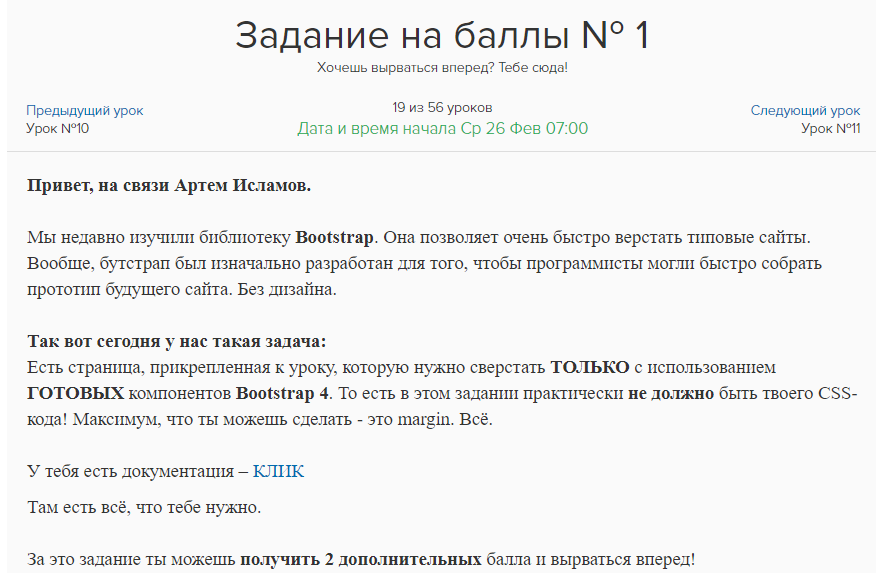 Задание на баллы № 1
Хочешь вырваться вперед? Тебе сюда!
Предыдущий урок
Урок №10
19 из 56 уроков
Дата и время начала Ср 26 Фев 07:00
Следующий урок
Урок №11
Привет, на связи Артем Исламов.
Мы недавно изучили библиотеку Bootstrap. Она позволяет очень быстро верстать типовые сайты.
Вообще, бутстрап был изначально разработан для того, чтобы программисты могли быстро собрать
прототип будущего сайта. Без дизайна.
Так вот сегодня у нас такая задача:
Есть страница, прикрепленная к уроку, которую нужно сверстать ТОЛЬКО с использованием
ГОТОВЫХ компонентов Bootstrap 4. То есть в этом задании практически не должно быть твоего CSS-
кода! Максимум, что ты можешь сделать - это margin. Всё.
У тебя есть документация – КЛИК
Там есть всё, что тебе нужно.
За это задание ты можешь получить 2 дополнительных балла и вырваться вперед!